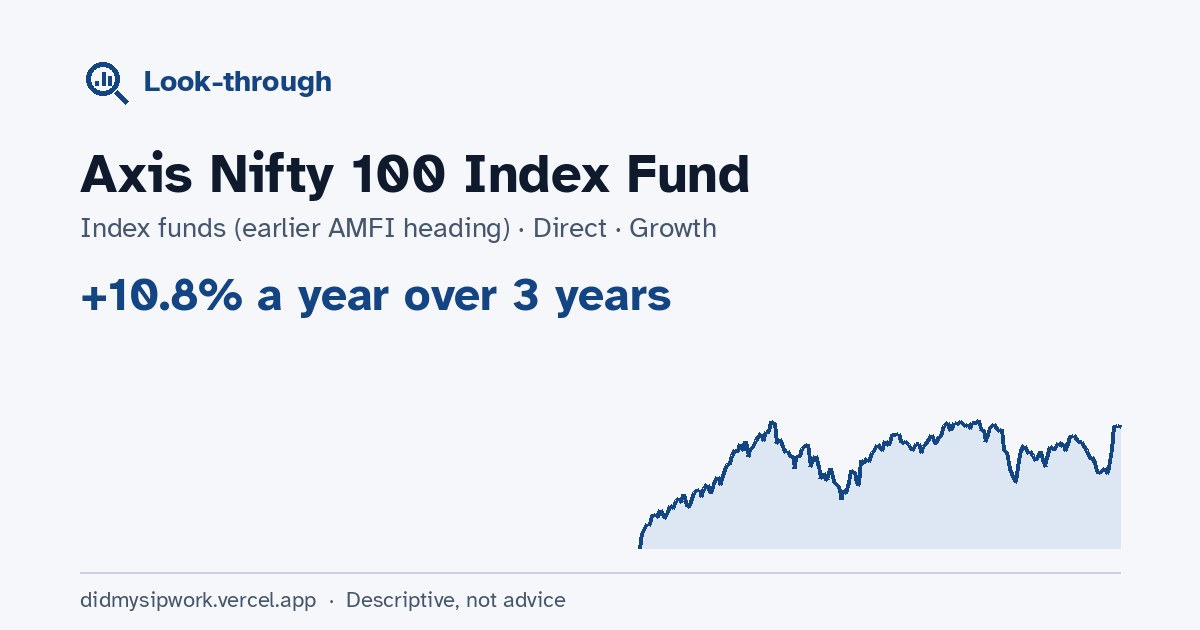 Look-through
Axis Nifty 100 Index Fund
Index funds (earlier AMFI heading) · Direct · Growth
+10.8% a year over 3 years
didmysipwork.vercel.app · Descriptive, not advice